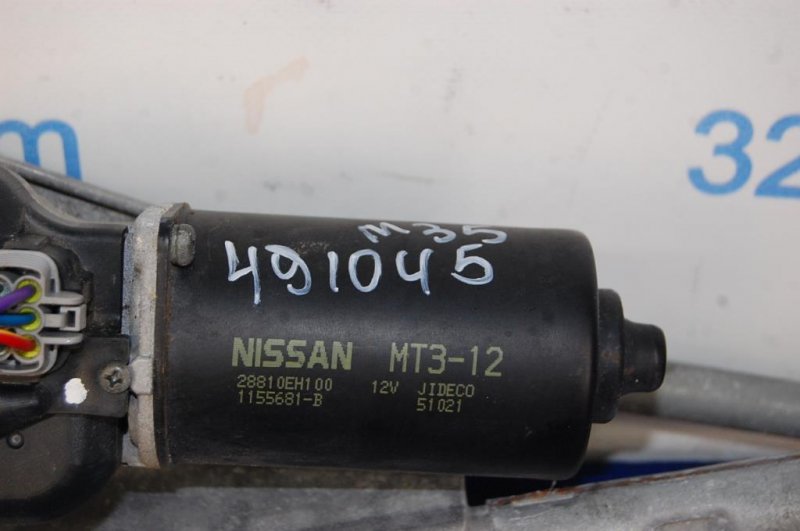 m
32
M35
491045
NISSAN MT3-12
28810EH100 12V JIDECO
1155681-B 51021